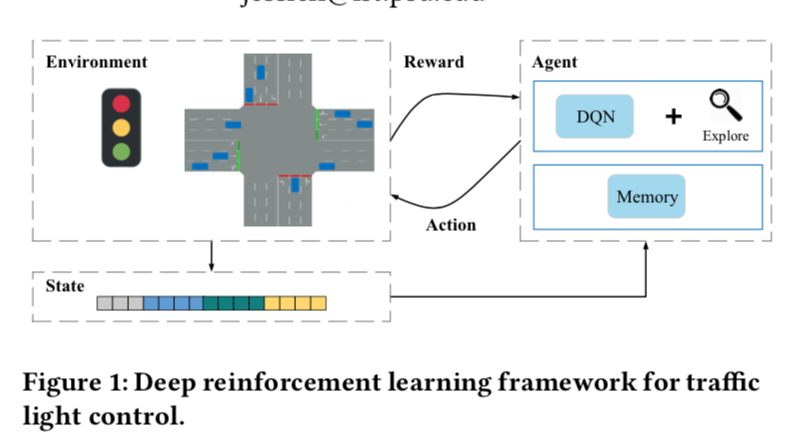 Environment
Reward
Agent
DQN
+
Explore
Memory
Action
State
Figure 1: Deep reinforcement learning framework for traffic
light control.